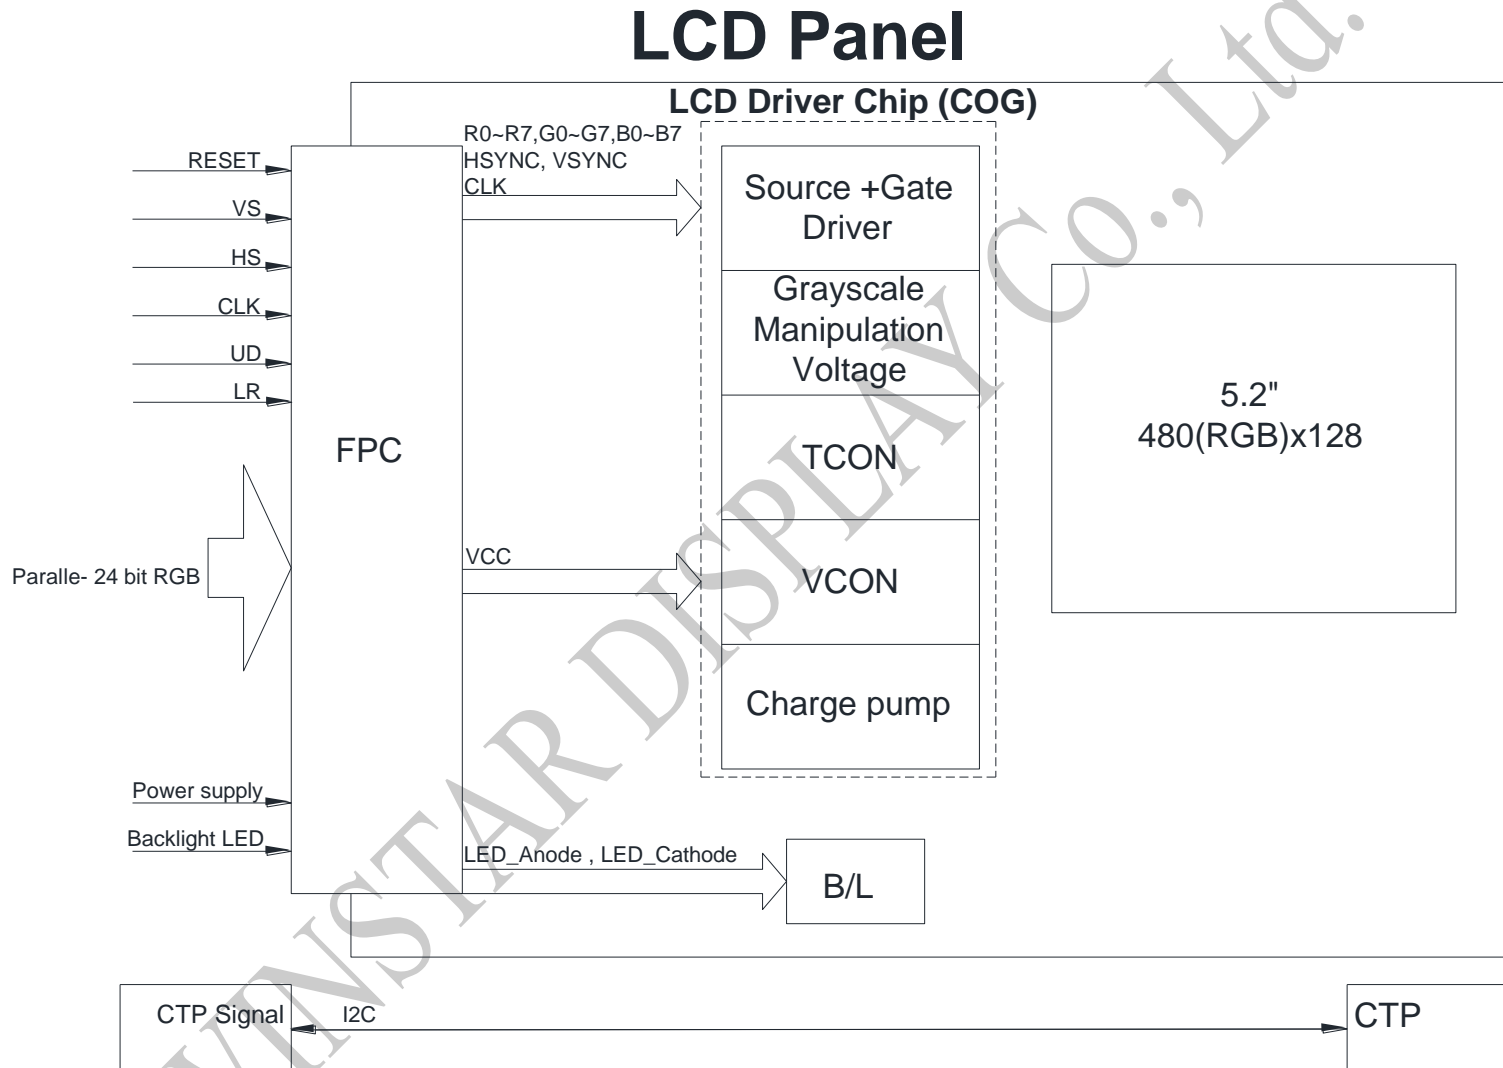 LCD Panel
LCD Driver Chip (COG)
R0~R7,G0~G7,B0~B7
HSYNC, VSYNC
CLK
RESET
VS
HS
CLK
UD
LR
FPC
Paralle- 24 bit RGB
Power supply
Backlight LED
Source +Gate
Driver
Grayscale
Manipulation
Voltage
TCON
VCC
VCON
Charge pump
5.2"
480(RGB)x128
LED_Anode , LED_Cathode
B/L
CTP Signal
I2C
CTP
VINSTAR DISPLAY Co., Ltd.